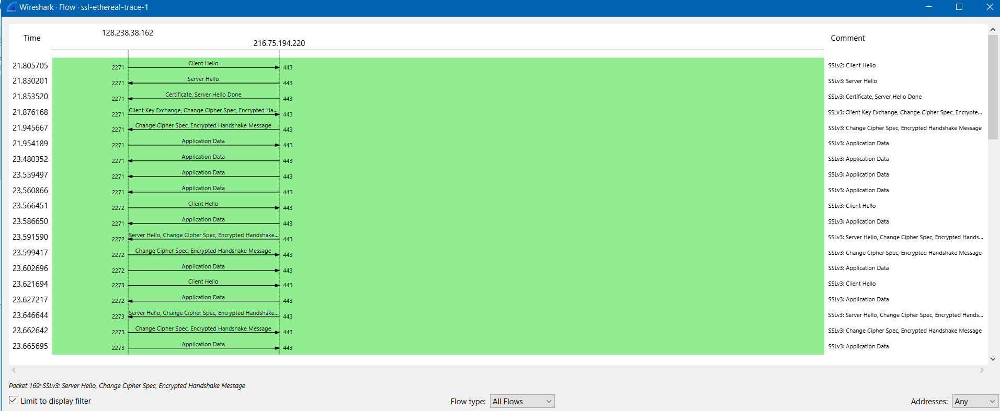 Wireshark · Flow · ssl-ethereal-trace-1
Time 128.238.38.162 216.75.194.220 Comment
21.805705 2271 Client Hello 443 SSLv2: Client Hello
21.830201 2271 Server Hello 443 SSLv3: Server Hello
21.853520 2271 Certificate, Server Hello Done 443 SSLv3: Certificate, Server Hello Done
21.876168 2271 Client Key Exchange, Change Cipher Spec, Encrypted Ha... 443 SSLv3: Client Key Exchange, Change Cipher Spec, Encrypte...
21.945667 2271 Change Cipher Spec, Encrypted Handshake Message 443 SSLv3: Change Cipher Spec, Encrypted Handshake Message
21.954189 2271 Application Data 443 SSLv3: Application Data
23.480352 2271 Application Data 443 SSLv3: Application Data
23.559497 2271 Application Data 443 SSLv3: Application Data
23.560866 2271 Application Data 443 SSLv3: Application Data
23.566451 2272 Client Hello 443 SSLv3: Client Hello
23.586650 2271 Application Data 443 SSLv3: Application Data
23.591590 2272 Server Hello, Change Cipher Spec, Encrypted Handshake... 443 SSLv3: Server Hello, Change Cipher Spec, Encrypted Hands...
23.599417 2272 Change Cipher Spec, Encrypted Handshake Message 443 SSLv3: Change Cipher Spec, Encrypted Handshake Message
23.602696 2272 Application Data 443 SSLv3: Application Data
23.621694 2273 Client Hello 443 SSLv3: Client Hello
23.627217 2272 Application Data 443 SSLv3: Application Data
23.646644 2273 Server Hello, Change Cipher Spec, Encrypted Handshake... 443 SSLv3: Server Hello, Change Cipher Spec, Encrypted Hands...
23.662642 2273 Change Cipher Spec, Encrypted Handshake Message 443 SSLv3: Change Cipher Spec, Encrypted Handshake Message
23.665695 2273 Application Data 443 SSLv3: Application Data
Packet 169: SSLv3: Server Hello, Change Cipher Spec, Encrypted Handshake Message
Limit to display filter Flow type: All Flows Addresses: Any